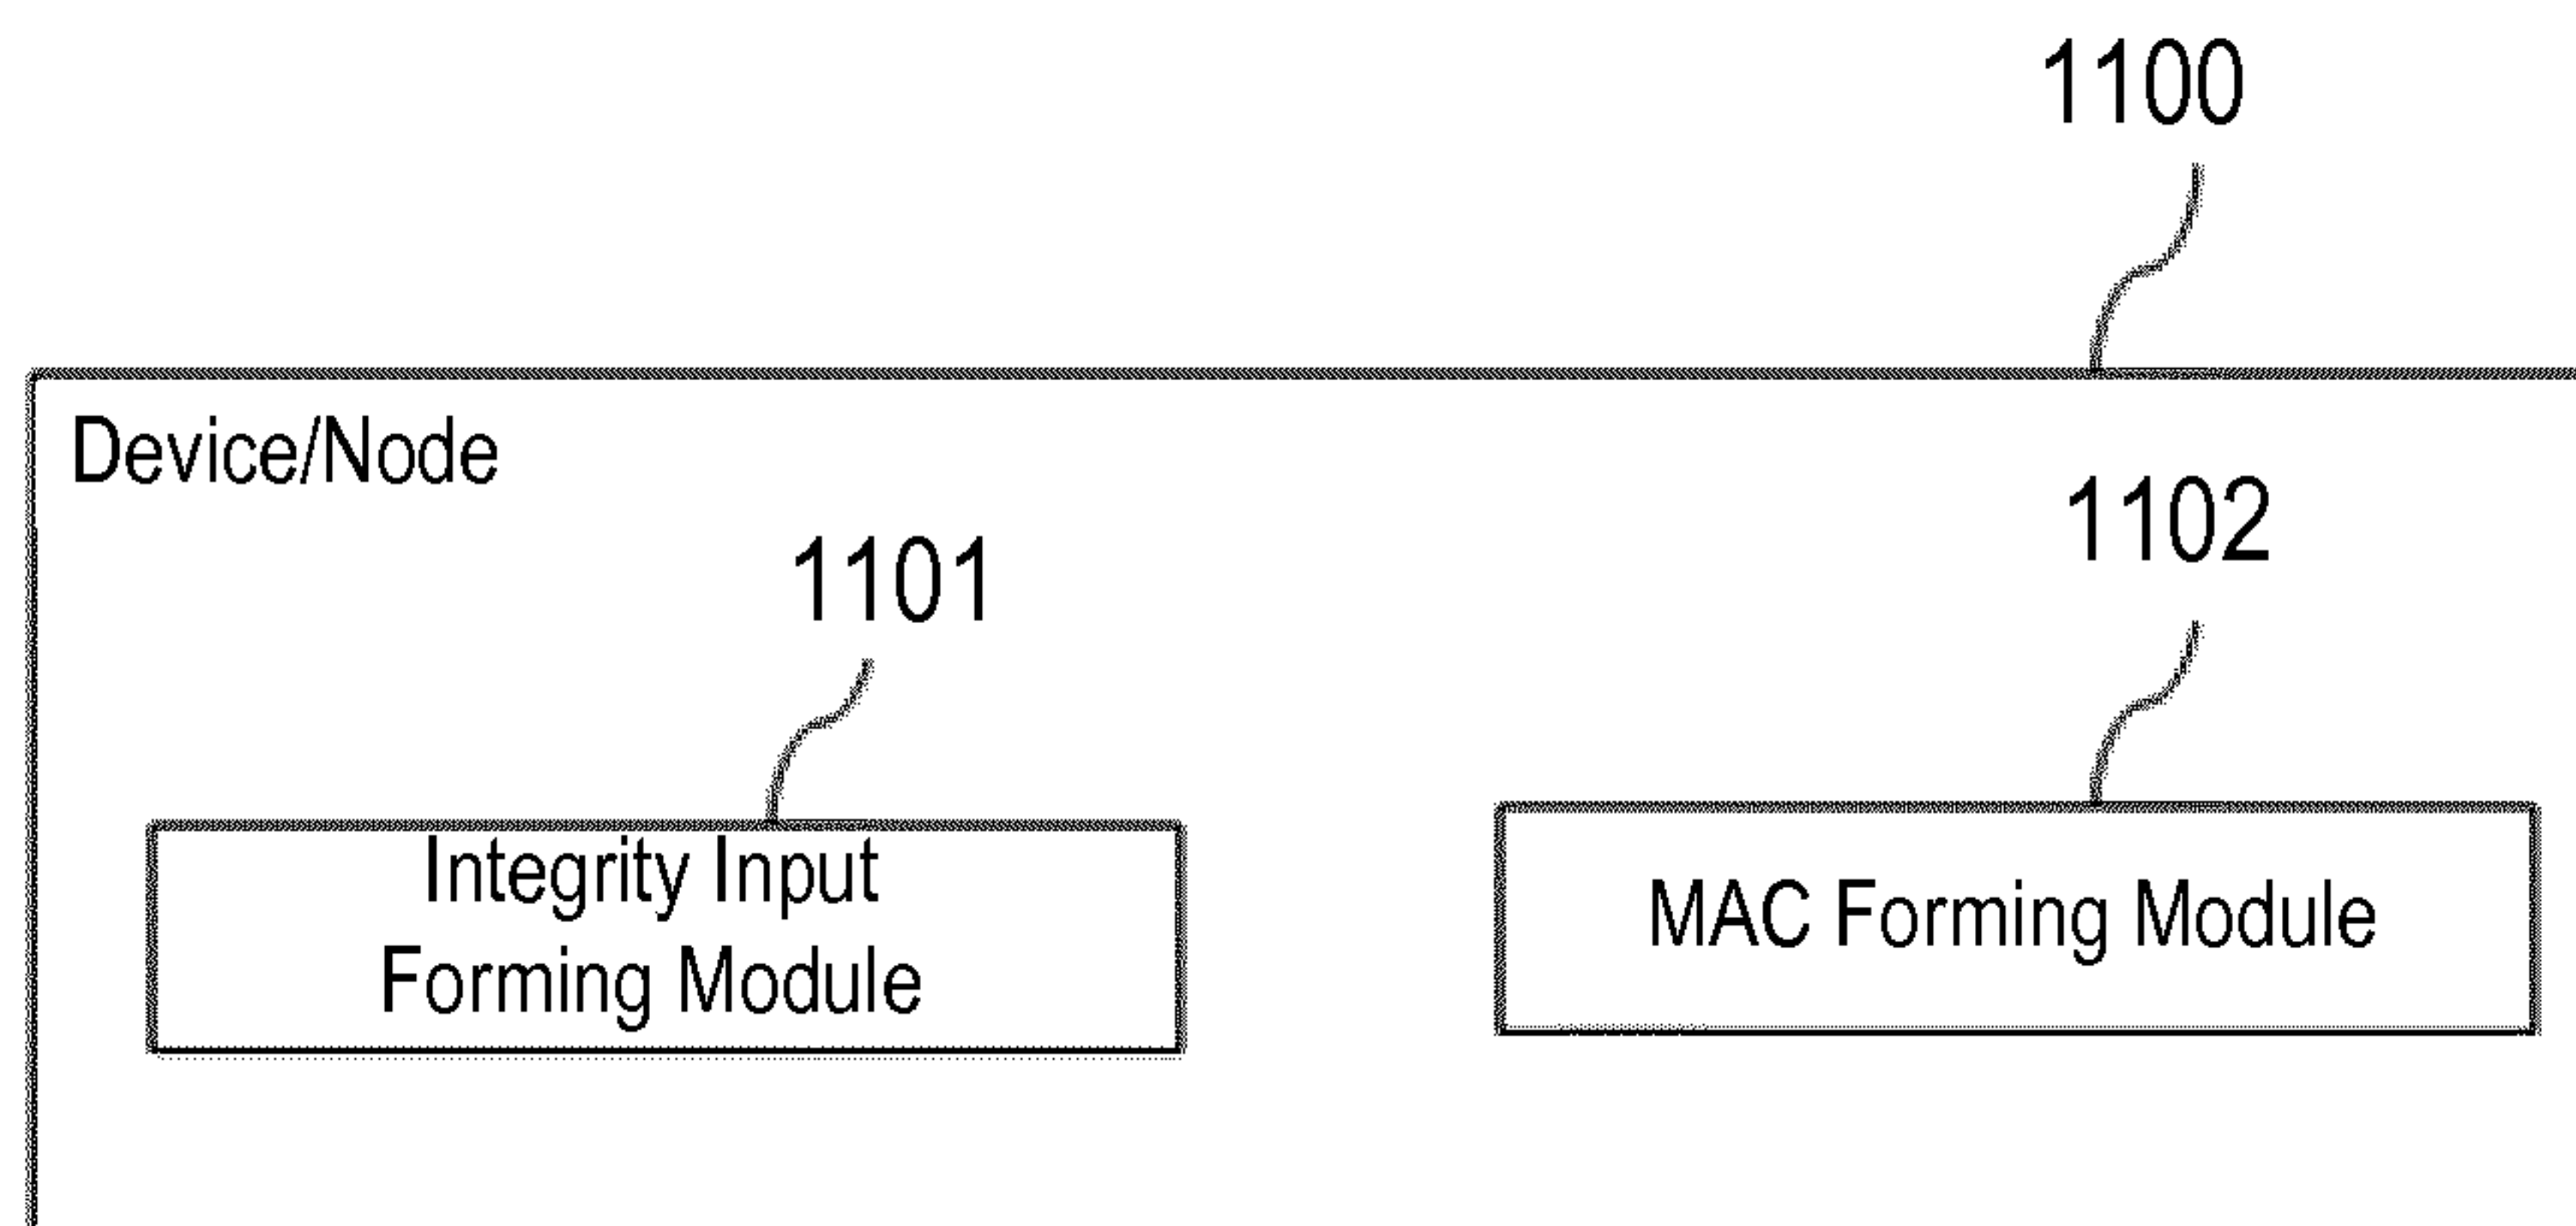 1100
Device/Node
1101
1102
Integrity Input
Forming Module
MAC Forming Module